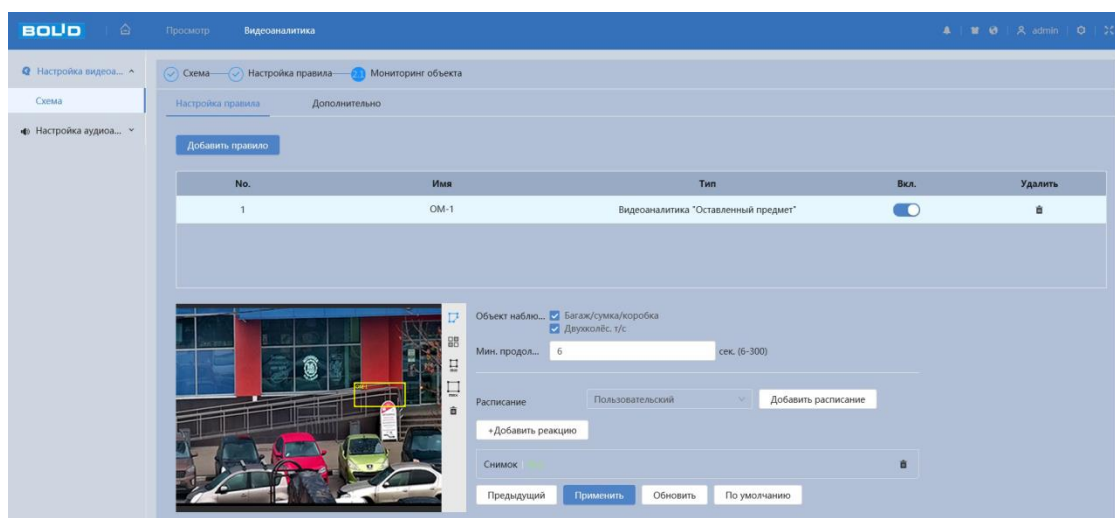 BOLID Просмотр Видеоаналитика admin
Настройка видеоа...
Схема
Настройка аудиоа...
Схема Настройка правила Мониторинг объекта
Настройка правила Дополнительно
Добавить правило
No. Имя Тип Вкл. Удалить
1 ОМ-1 Видеоаналитика "Оставленный предмет"
Объект наблю... Багаж/сумка/коробка
Двухколёс. т/с
Мин. продол... 6 сек. (6-300)
Расписание Пользовательский Добавить расписание
+Добавить реакцию
Снимок
Предыдущий Применить Обновить По умолчанию